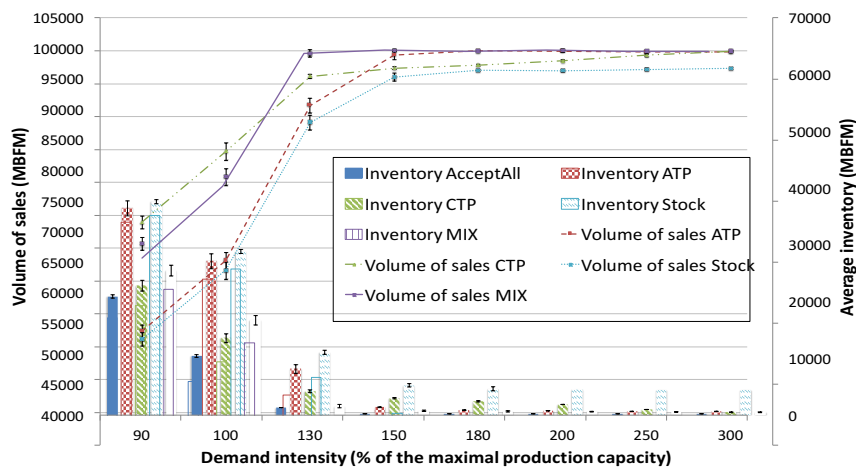 105000
100000
95000
90000
85000
80000
75000
70000
65000
60000
55000
50000
45000
40000
Volume of sales (MBFM)
70000
60000
50000
40000
30000
20000
10000
0
Average inventory (MBFM)
Inventory AcceptAll
Inventory ATP
Inventory CTP
Inventory Stock
Inventory MIX
Volume of sales ATP
Volume of sales CTP
Volume of sales Stock
Volume of sales MIX
90 100 130 150 180 200 250 300
Demand intensity (% of the maximal production capacity)